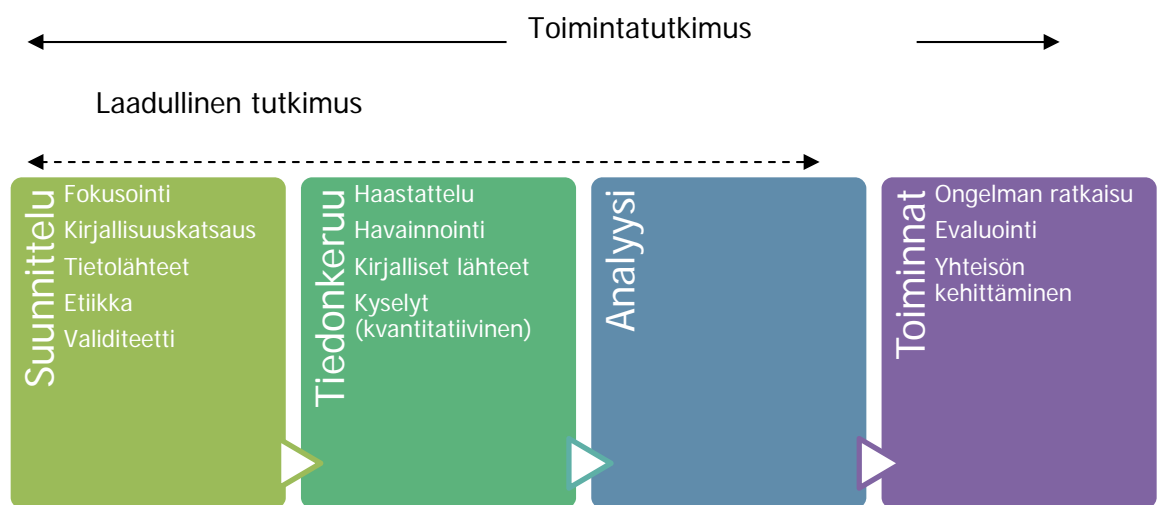 Toimintatutkimus
Laadullinen tutkimus
Suunnittelu
Fokusointi
Kirjallisuuskatsaus
Tietolähteet
Etiikka
Validiteetti
Tiedonkeruu
Haastattelu
Havainnointi
Kirjalliset lähteet
Kyselyt
(kvantitatiivinen)
Analyysi
Toiminnat
Ongelman ratkaisu
Evaluointi
Yhteisön
kehittäminen